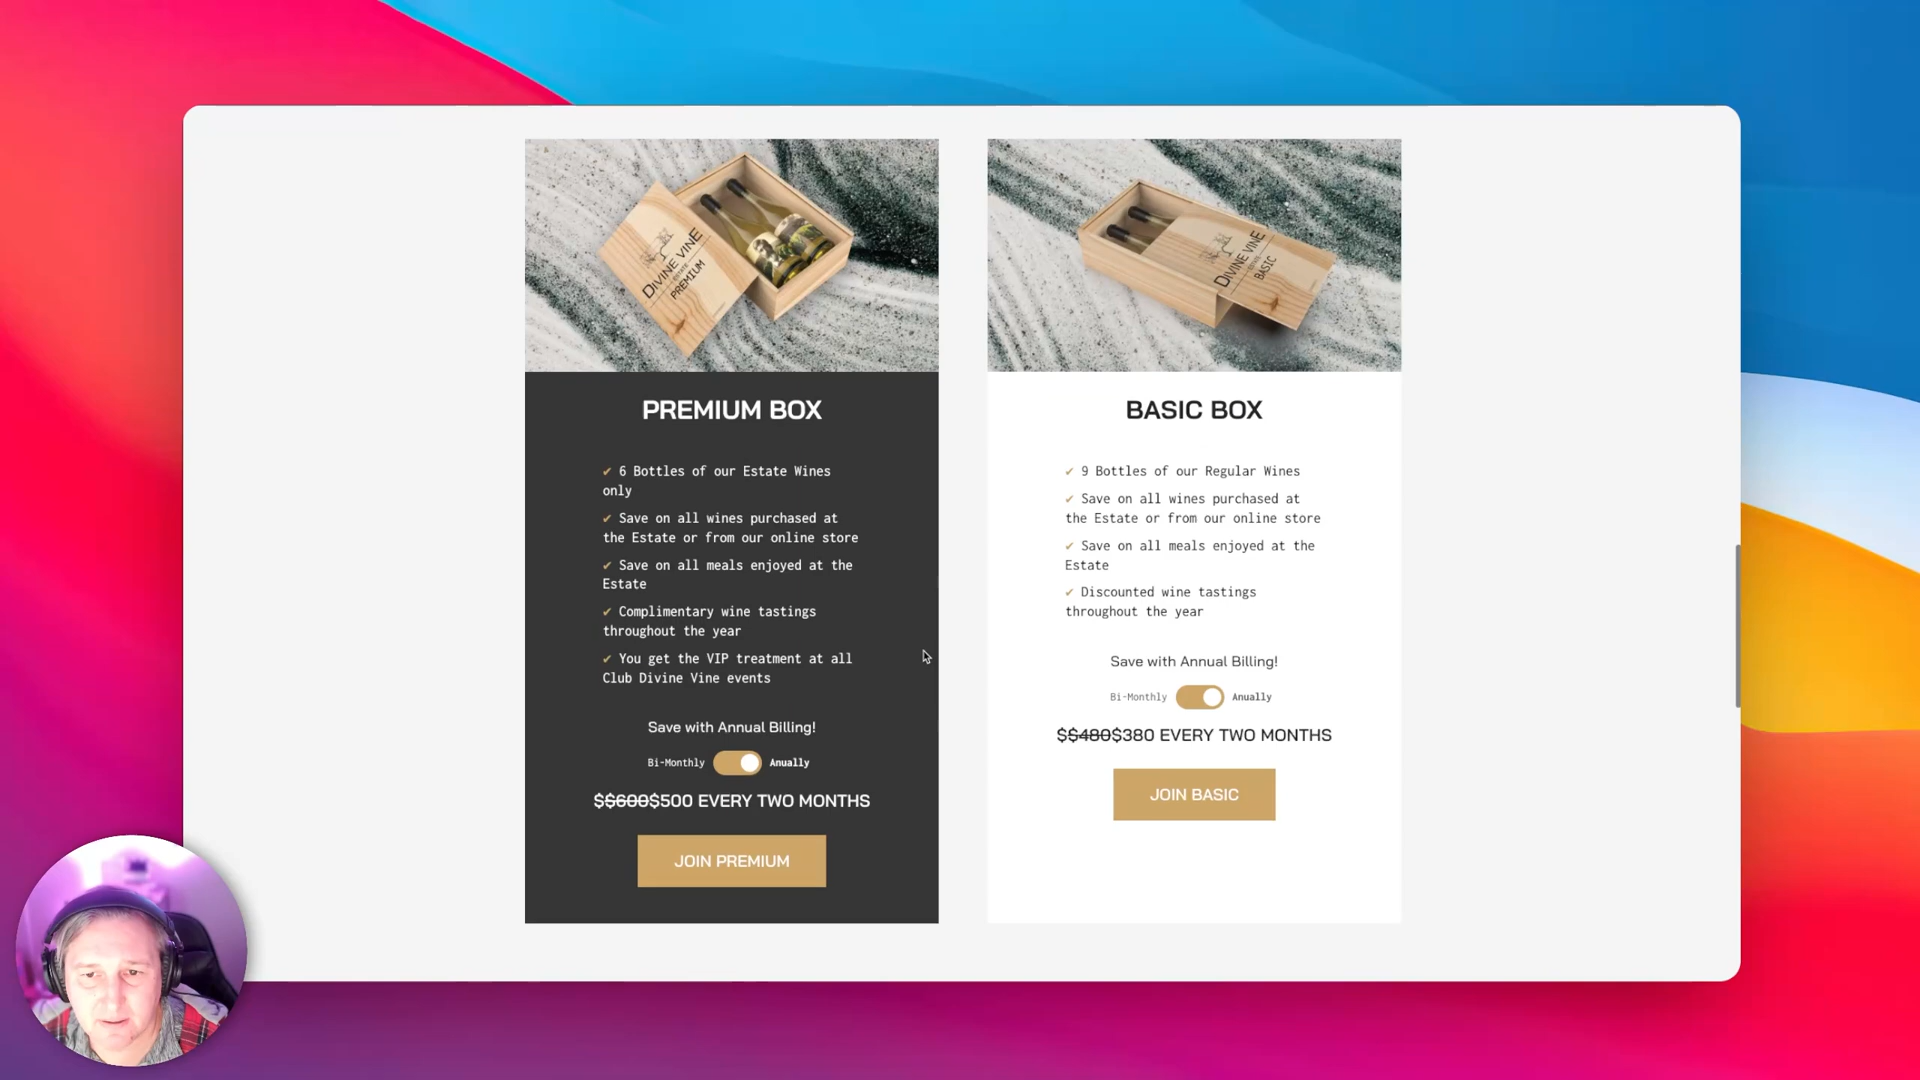 DIVINE VINE
ESTATE
PREMIUM
DIVINE VINE
ESTATE
BASIC
PREMIUM BOX
✔ 6 Bottles of our Estate Wines
only
✔ Save on all wines purchased at
the Estate or from our online store
✔ Save on all meals enjoyed at the
Estate
✔ Complimentary wine tastings
throughout the year
✔ You get the VIP treatment at all
Club Divine Vine events
Save with Annual Billing!
Bi-Monthly Anually
$$600$500 EVERY TWO MONTHS
JOIN PREMIUM
BASIC BOX
✔ 9 Bottles of our Regular Wines
✔ Save on all wines purchased at
the Estate or from our online store
✔ Save on all meals enjoyed at the
Estate
✔ Discounted wine tastings
throughout the year
Save with Annual Billing!
Bi-Monthly Anually
$$480$380 EVERY TWO MONTHS
JOIN BASIC